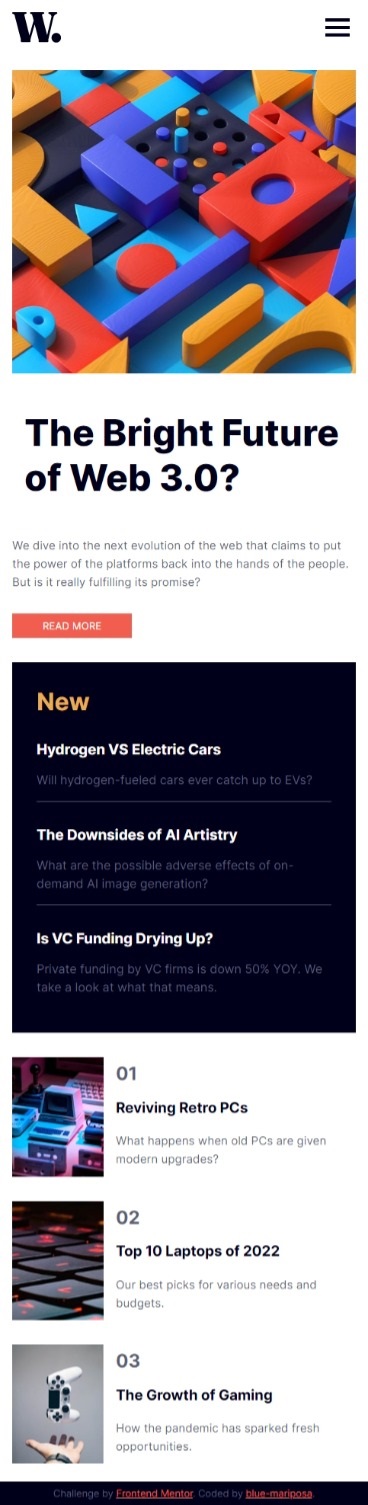 W.
The Bright Future
of Web 3.0?
We dive into the next evolution of the web that claims to put
the power of the platforms back into the hands of the people.
But is it really fulfilling its promise?
READ MORE
New
Hydrogen VS Electric Cars
Will hydrogen-fueled cars ever catch up to EVs?
The Downsides of AI Artistry
What are the possible adverse effects of on-
demand AI image generation?
Is VC Funding Drying Up?
Private funding by VC firms is down 50% YOY. We
take a look at what that means.
01
Reviving Retro PCs
What happens when old PCs are given
modern upgrades?
02
Top 10 Laptops of 2022
Our best picks for various needs and
budgets.
03
The Growth of Gaming
How the pandemic has sparked fresh
opportunities.
Challenge by Frontend Mentor. Coded by blue-mariposa.